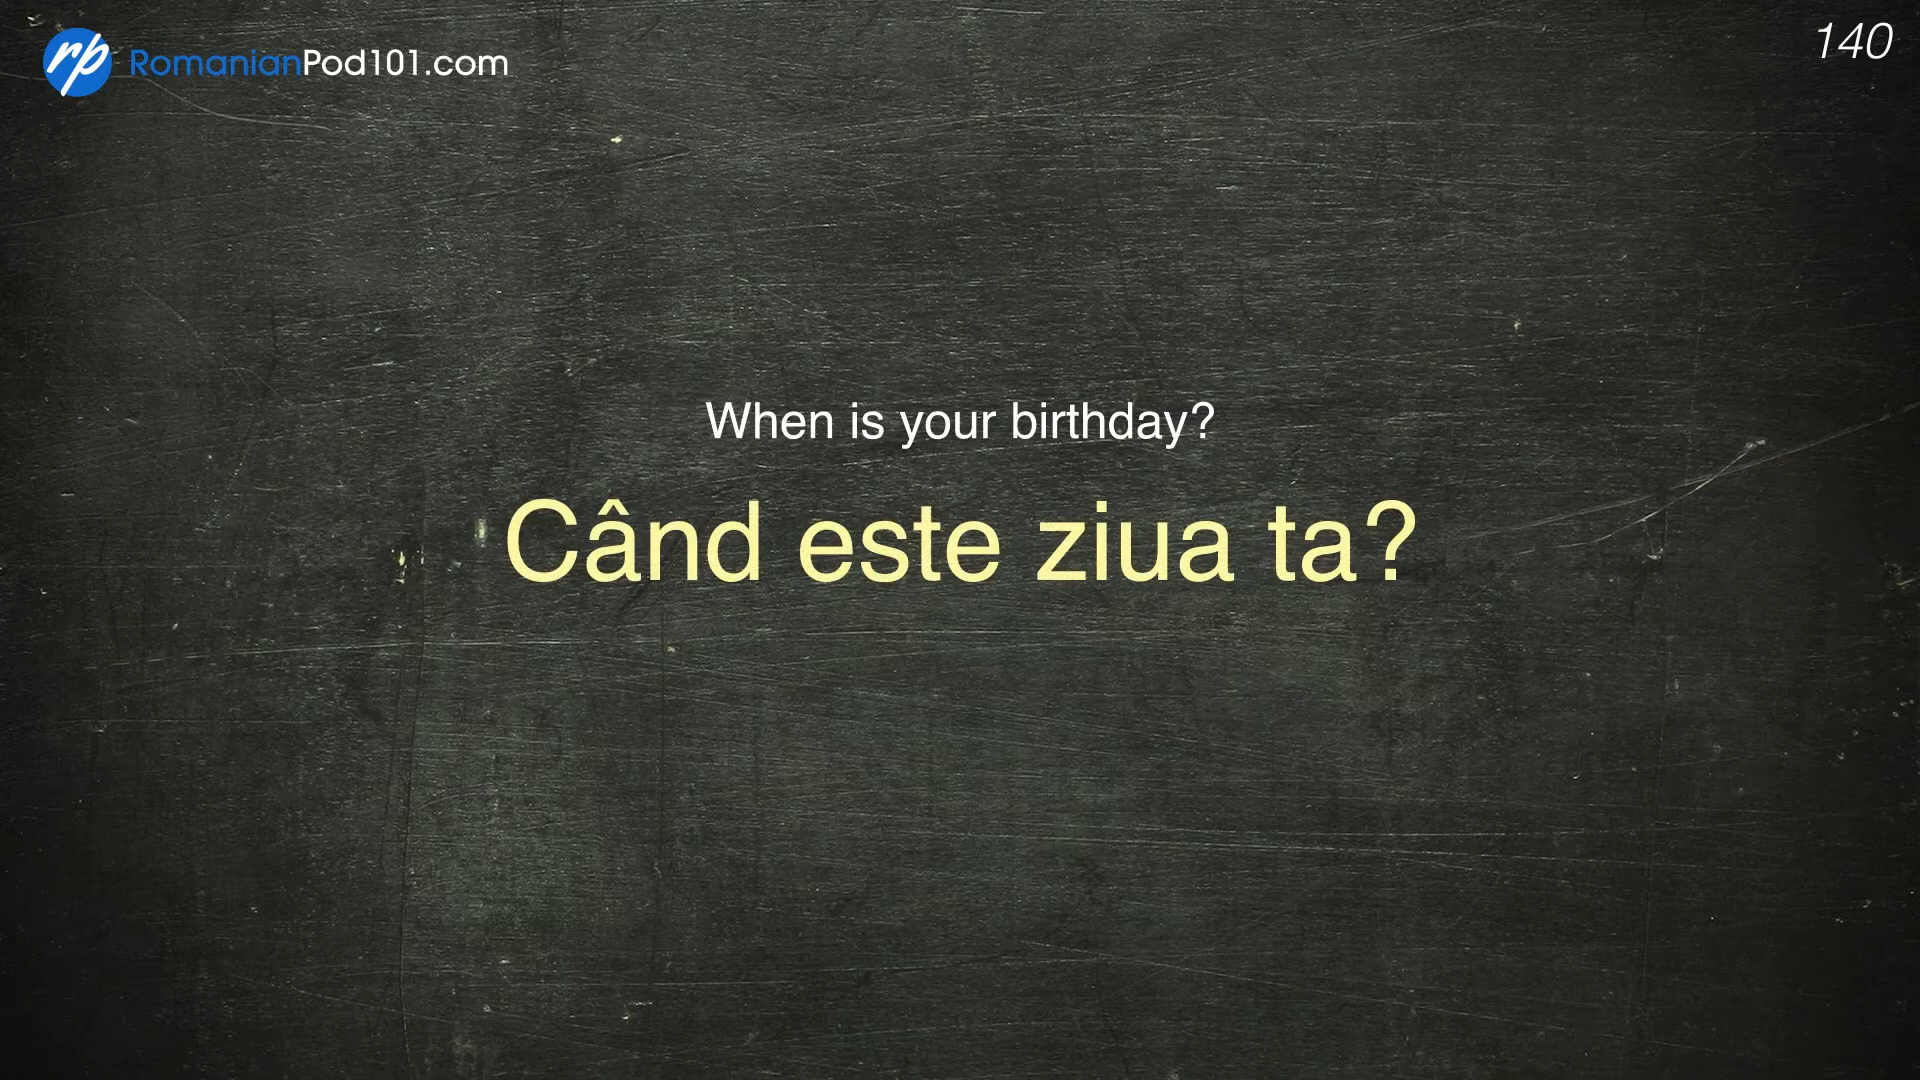 RomanianPod101.com
140
When is your birthday?
Când este ziua ta?